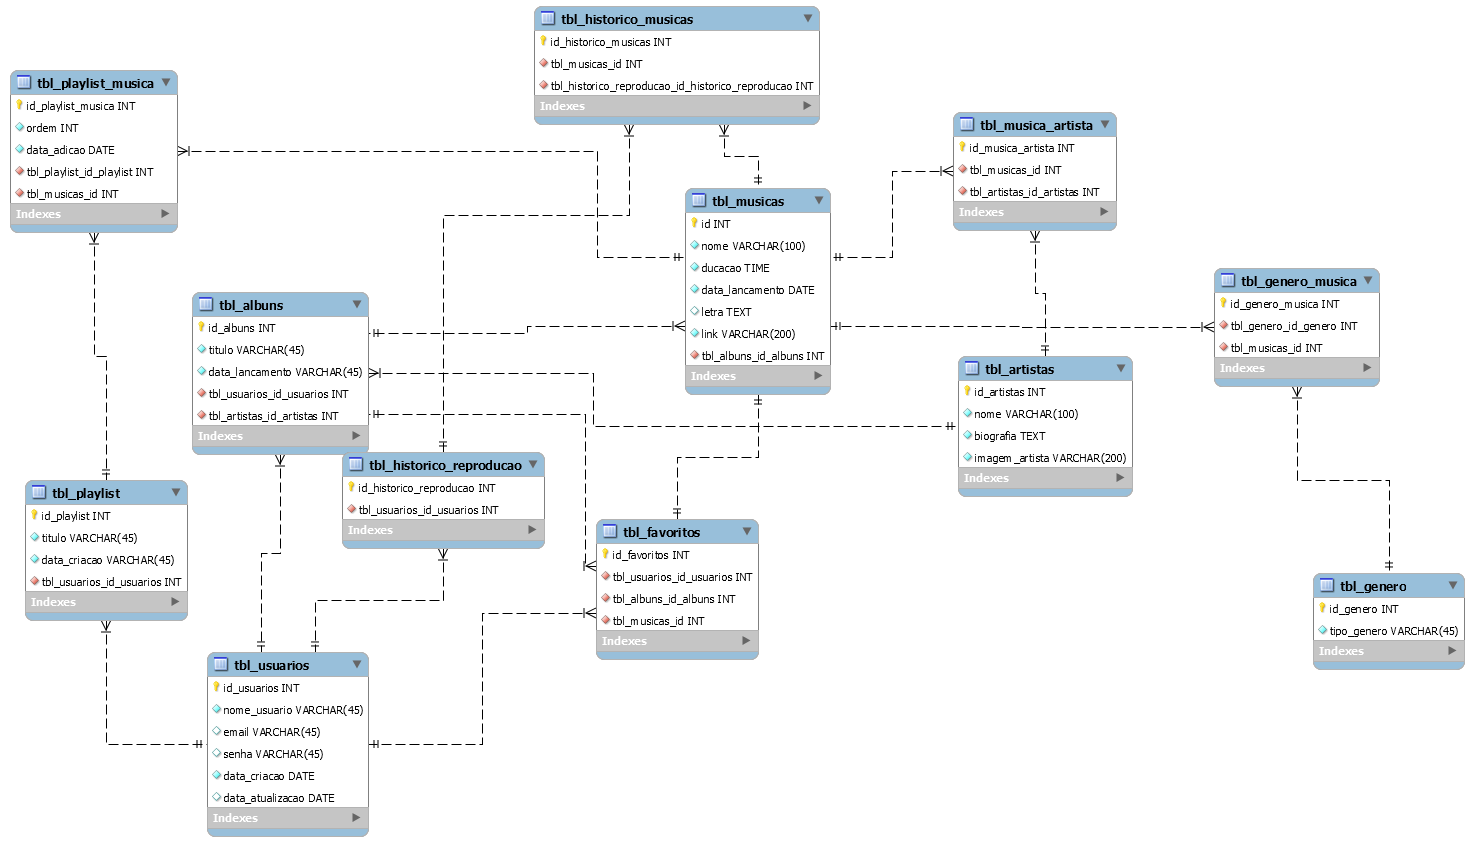 tbl_historico_musicas
id_historico_musicas INT
tbl_musicas_id INT
tbl_historico_reproducao_id_historico_reproducao INT
Indexes
tbl_playlist_musica
id_playlist_musica INT
ordem INT
data_adicao DATE
tbl_playlist_id_playlist INT
tbl_musicas_id INT
Indexes
tbl_musica_artista
id_musica_artista INT
tbl_musicas_id INT
tbl_artistas_id_artistas INT
Indexes
tbl_musicas
id INT
nome VARCHAR(100)
ducacao TIME
data_lancamento DATE
letra TEXT
link VARCHAR(200)
tbl_albuns_id_albuns INT
Indexes
tbl_genero_musica
id_genero_musica INT
tbl_genero_id_genero INT
tbl_musicas_id INT
Indexes
tbl_albuns
id_albuns INT
titulo VARCHAR(45)
data_lancamento VARCHAR(45)
tbl_usuarios_id_usuarios INT
tbl_artistas_id_artistas INT
Indexes
tbl_artistas
id_artistas INT
nome VARCHAR(100)
biografia TEXT
imagem_artista VARCHAR(200)
Indexes
tbl_historico_reproducao
id_historico_reproducao INT
tbl_usuarios_id_usuarios INT
Indexes
tbl_playlist
id_playlist INT
titulo VARCHAR(45)
data_criacao VARCHAR(45)
tbl_usuarios_id_usuarios INT
Indexes
tbl_favoritos
id_favoritos INT
tbl_usuarios_id_usuarios INT
tbl_albuns_id_albuns INT
tbl_musicas_id INT
Indexes
tbl_genero
id_genero INT
tipo_genero VARCHAR(45)
Indexes
tbl_usuarios
id_usuarios INT
nome_usuario VARCHAR(45)
email VARCHAR(45)
senha VARCHAR(45)
data_criacao DATE
data_atualizacao DATE
Indexes